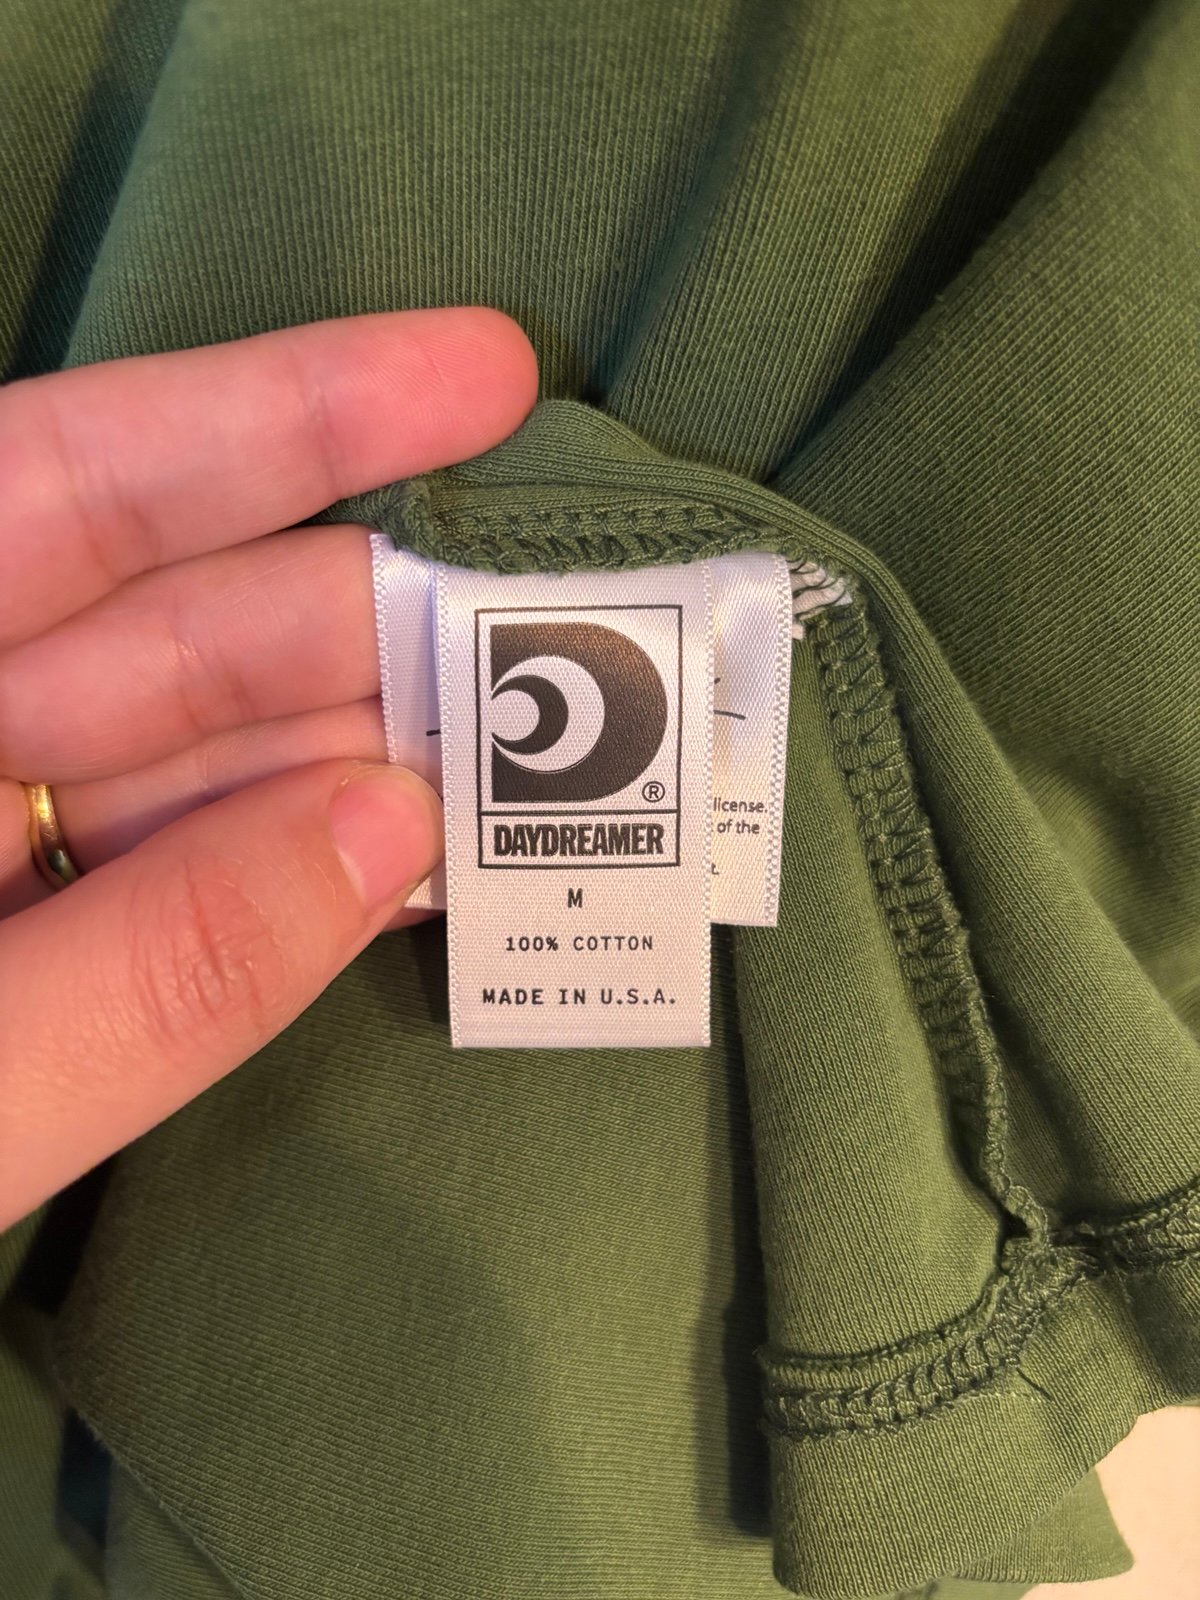 ®
DAYDREAMER
M
100% COTTON
MADE IN U.S.A.
license.
of the